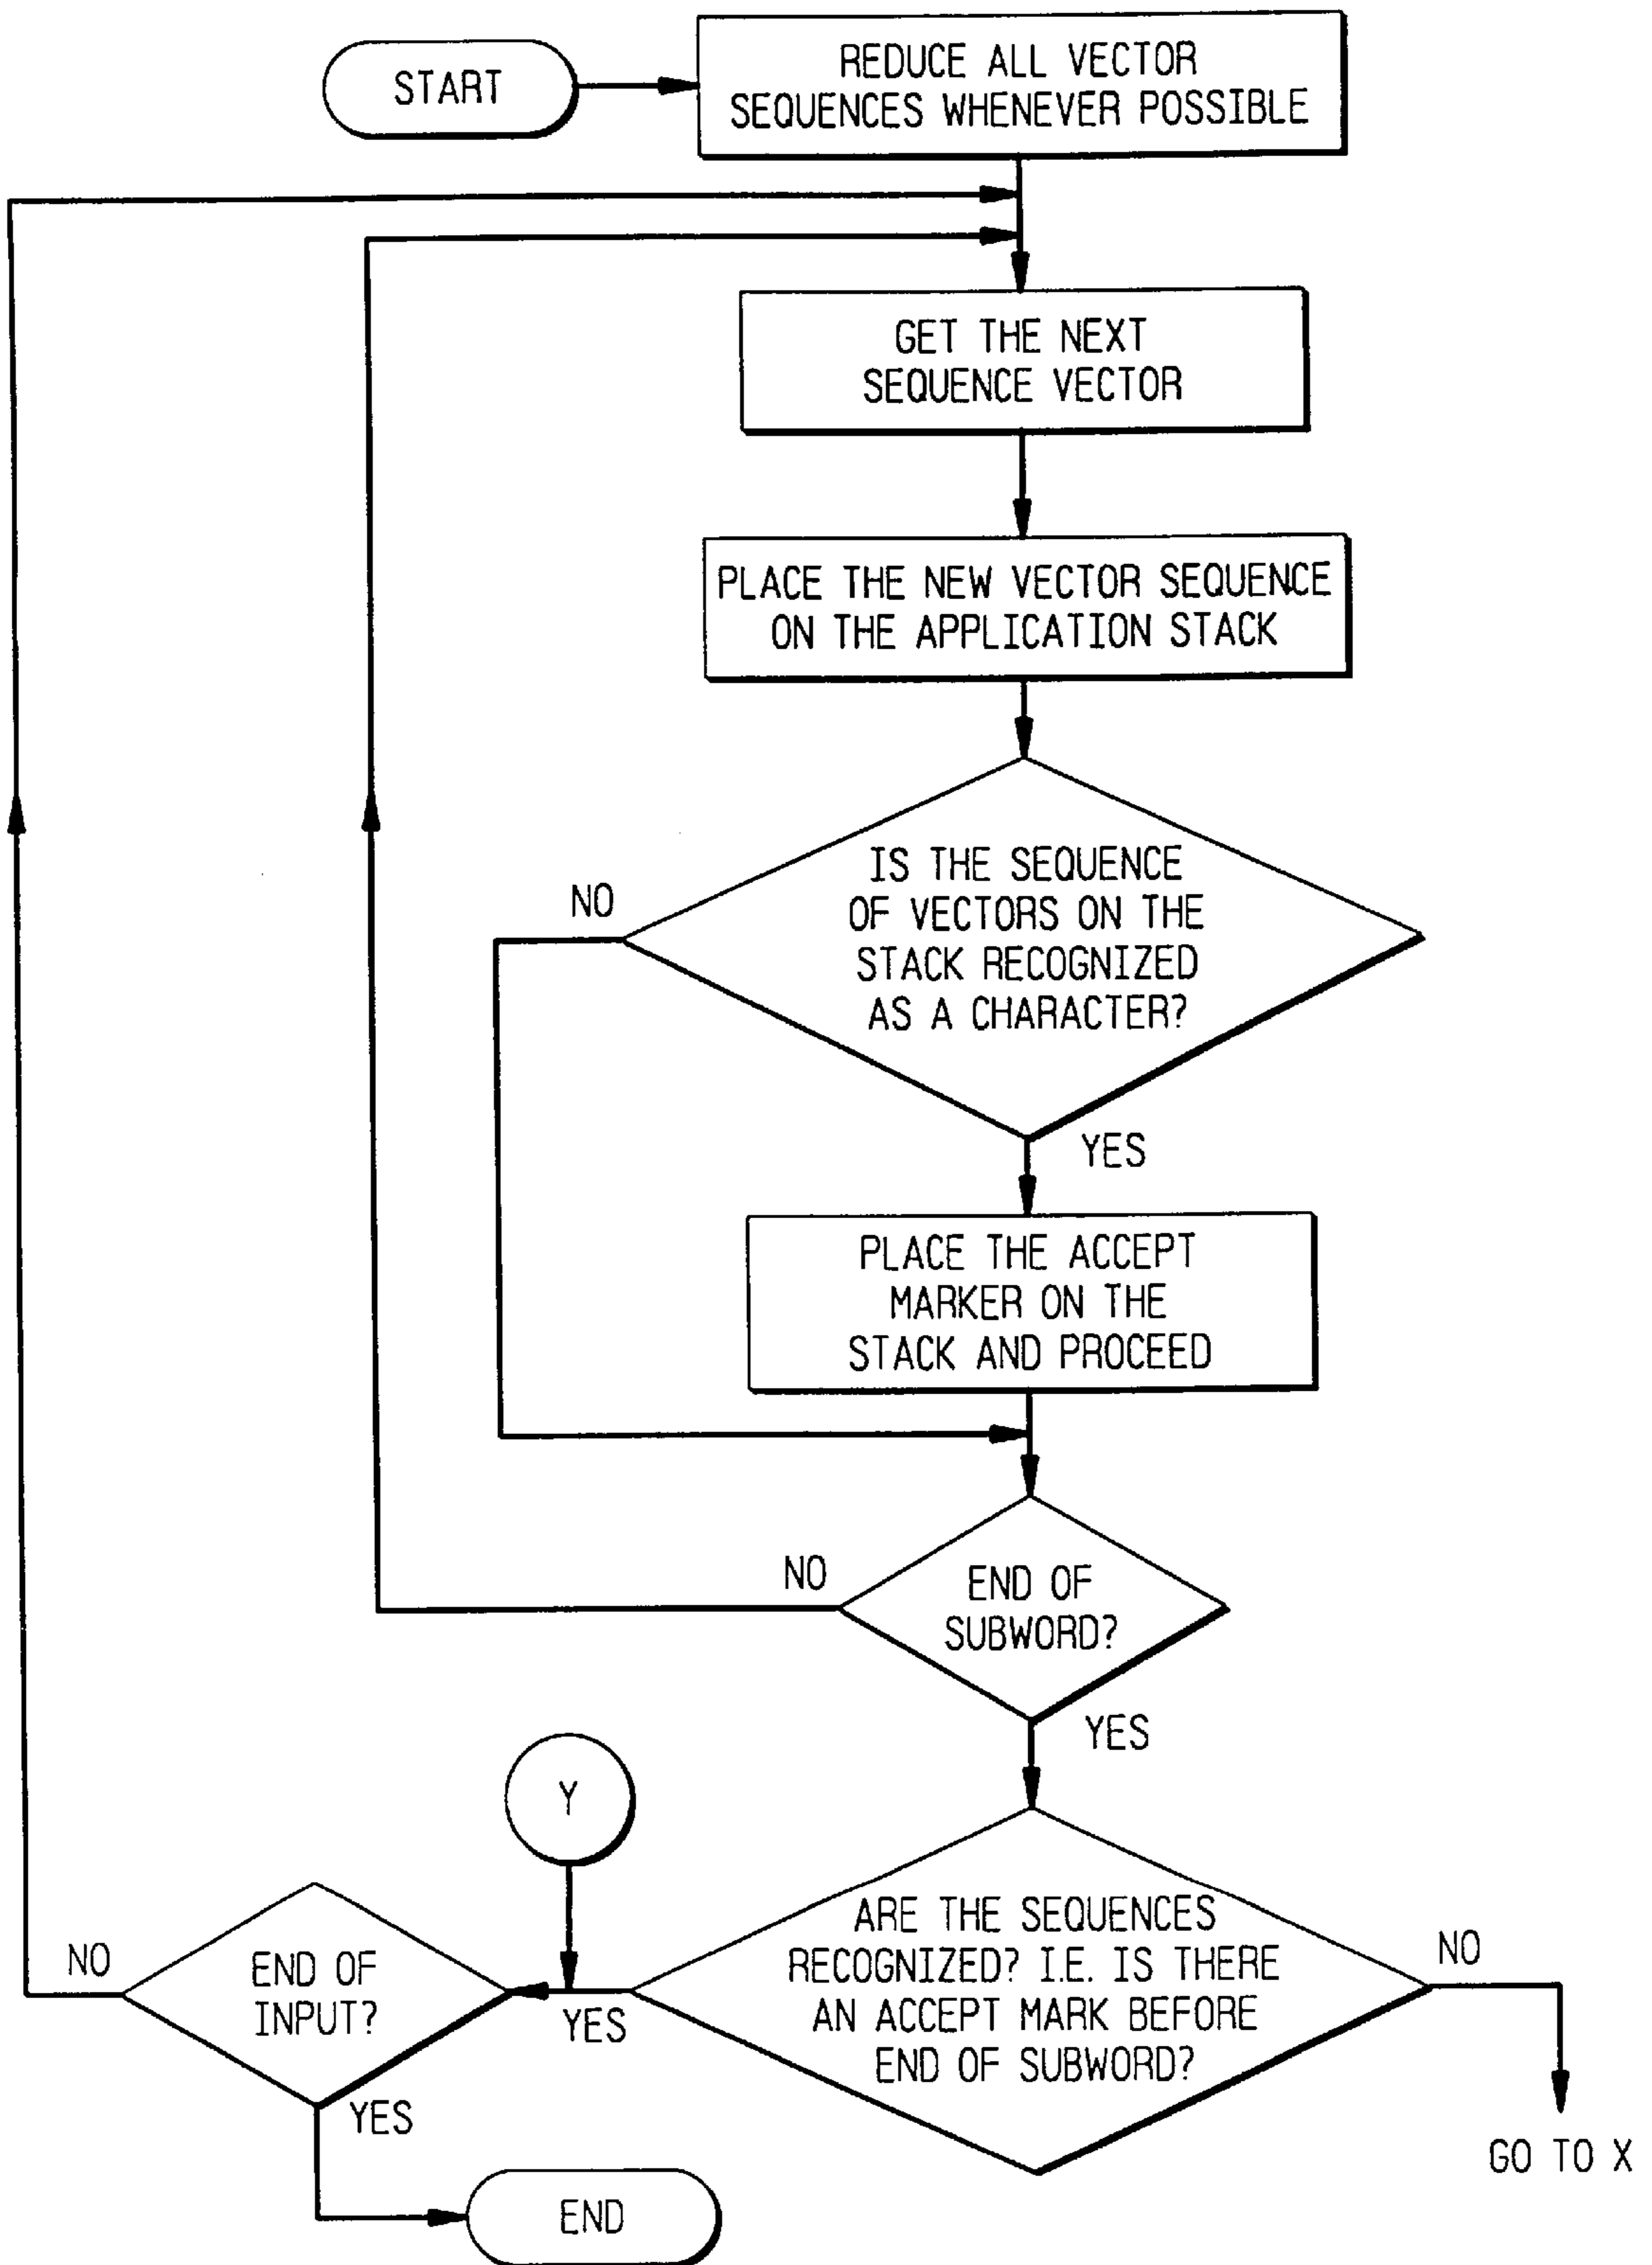 START
REDUCE ALL VECTOR
SEQUENCES WHENEVER POSSIBLE
GET THE NEXT
SEQUENCE VECTOR
PLACE THE NEW VECTOR SEQUENCE
ON THE APPLICATION STACK
IS THE SEQUENCE
OF VECTORS ON THE
STACK RECOGNIZED
AS A CHARACTER?
NO
YES
PLACE THE ACCEPT
MARKER ON THE
STACK AND PROCEED
END OF
SUBWORD?
NO
YES
Y
ARE THE SEQUENCES
RECOGNIZED? I.E. IS THERE
AN ACCEPT MARK BEFORE
END OF SUBWORD?
NO
GO TO X
YES
END OF
INPUT?
NO
YES
END